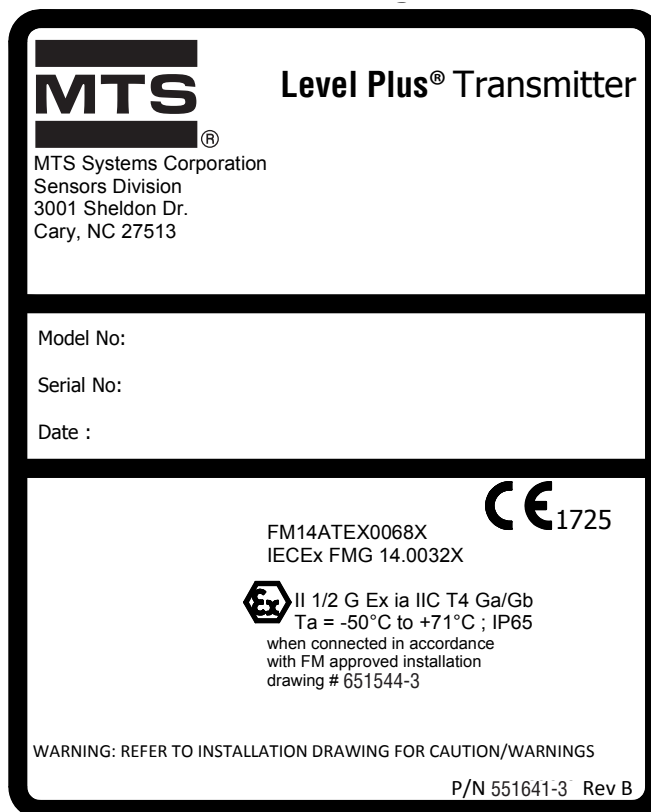 MTS
®
Level Plus® Transmitter
MTS Systems Corporation
Sensors Division
3001 Sheldon Dr.
Cary, NC 27513
Model No:
Serial No:
Date :
CE 1725
FM14ATEX0068X
IECEx FMG 14.0032X
Ex II 1/2 G Ex ia IIC T4 Ga/Gb
Ta = -50°C to +71°C ; IP65
when connected in accordance
with FM approved installation
drawing # 651544-3
WARNING: REFER TO INSTALLATION DRAWING FOR CAUTION/WARNINGS
P/N 551641-3 Rev B